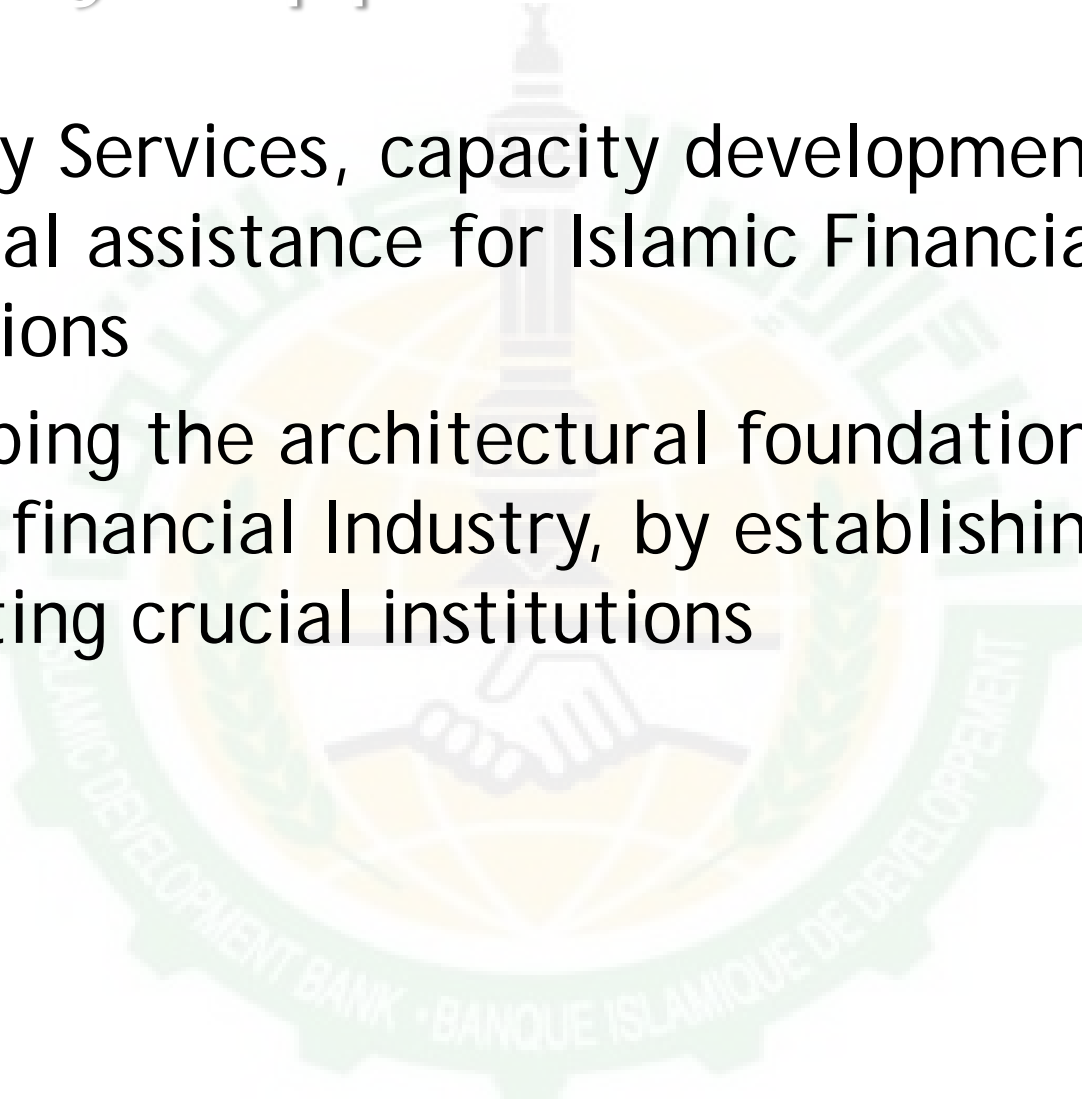 y Services, capacity developmen
al assistance for Islamic Financia
ions
ping the architectural foundation
financial Industry, by establishin
ting crucial institutions
ISLAMIC DEVELOPMENT BANK • BANQUE ISLAMIQUE DE DEVELOPPEMENT